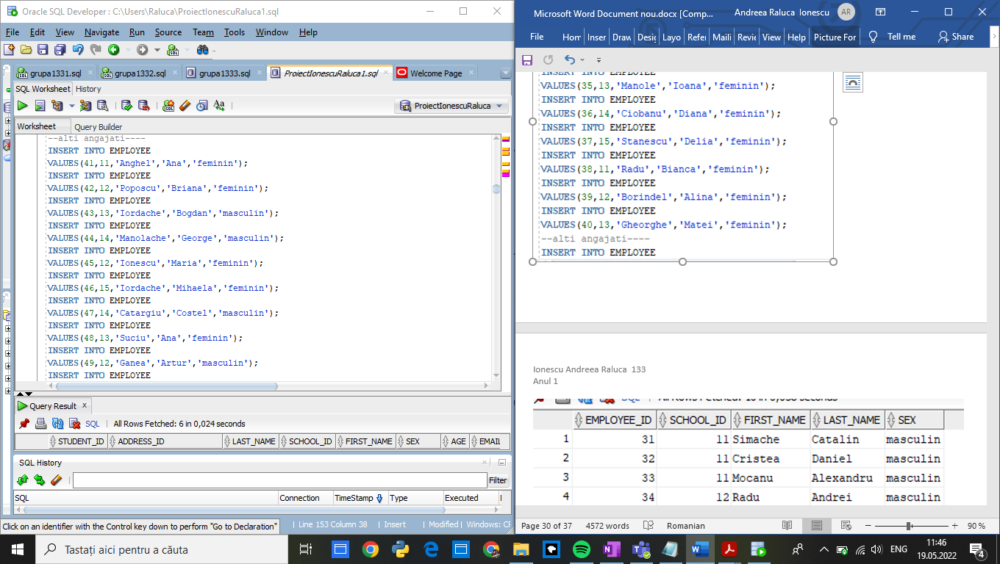 Oracle SQL Developer : C:\Users\Raluca\ProiectIonescuRaluca1.sql
File Edit View Navigate Run Source Team Tools Window Help
grupa1331.sql grupa1332.sql grupa1333.sql ProiectIonescuRaluca1.sql Welcome Page
SQL Worksheet History
ProiectIonescuRaluca
Worksheet Query Builder
--alti angajati----
INSERT INTO EMPLOYEE
VALUES(41,11,'Anghel','Ana','feminin');
INSERT INTO EMPLOYEE
VALUES(42,12,'Poposcu','Briana','feminin');
INSERT INTO EMPLOYEE
VALUES(43,13,'Iordache','Bogdan','masculin');
INSERT INTO EMPLOYEE
VALUES(44,14,'Manolache','George','masculin');
INSERT INTO EMPLOYEE
VALUES(45,12,'Ionescu','Maria','feminin');
INSERT INTO EMPLOYEE
VALUES(46,15,'Iordache','Mihaela','feminin');
INSERT INTO EMPLOYEE
VALUES(47,14,'Catargiu','Costel','masculin');
INSERT INTO EMPLOYEE
VALUES(48,13,'Suciu','Ana','feminin');
INSERT INTO EMPLOYEE
VALUES(49,12,'Ganea','Artur','masculin');
INSERT INTO EMPLOYEE
Query Result x
SQL | All Rows Fetched: 6 in 0,024 seconds
STUDENT_ID ADDRESS_ID LAST_NAME SCHOOL_ID FIRST_NAME SEX AGE EMAIL
SQL History
Filter
SQL Connection TimeStamp Type Executed
Click on an identifier with the Control key down to perform "Go to Declaration" | Line 153 Column 38 | Insert | Modified | Windows: CF
Microsoft Word Document nou.docx [Comp... Andreea Raluca Ionescu AR
File Hom Inser Draw Desig Layo Refer Maili Revie View Help Picture For Tell me Share
INSERT INTO EMPLOYEE
VALUES(35,13,'Manole','Ioana','feminin');
INSERT INTO EMPLOYEE
VALUES(36,14,'Ciobanu','Diana','feminin');
INSERT INTO EMPLOYEE
VALUES(37,15,'Stanescu','Delia','feminin');
INSERT INTO EMPLOYEE
VALUES(38,11,'Radu','Bianca','feminin');
INSERT INTO EMPLOYEE
VALUES(39,12,'Borindel','Alina','feminin');
INSERT INTO EMPLOYEE
VALUES(40,13,'Gheorghe','Matei','feminin');
--alti angajati----
INSERT INTO EMPLOYEE
Ionescu Andreea Raluca 133
Anul 1
EMPLOYEE_ID SCHOOL_ID FIRST_NAME LAST_NAME SEX
1 31 11 Simache Catalin masculin
2 32 11 Cristea Daniel masculin
3 33 11 Mocanu Alexandru masculin
4 34 12 Radu Andrei masculin
Page 30 of 37 4572 words Romanian 90 %
Tastați aici pentru a căuta
ENG 11:46
19.05.2022 4